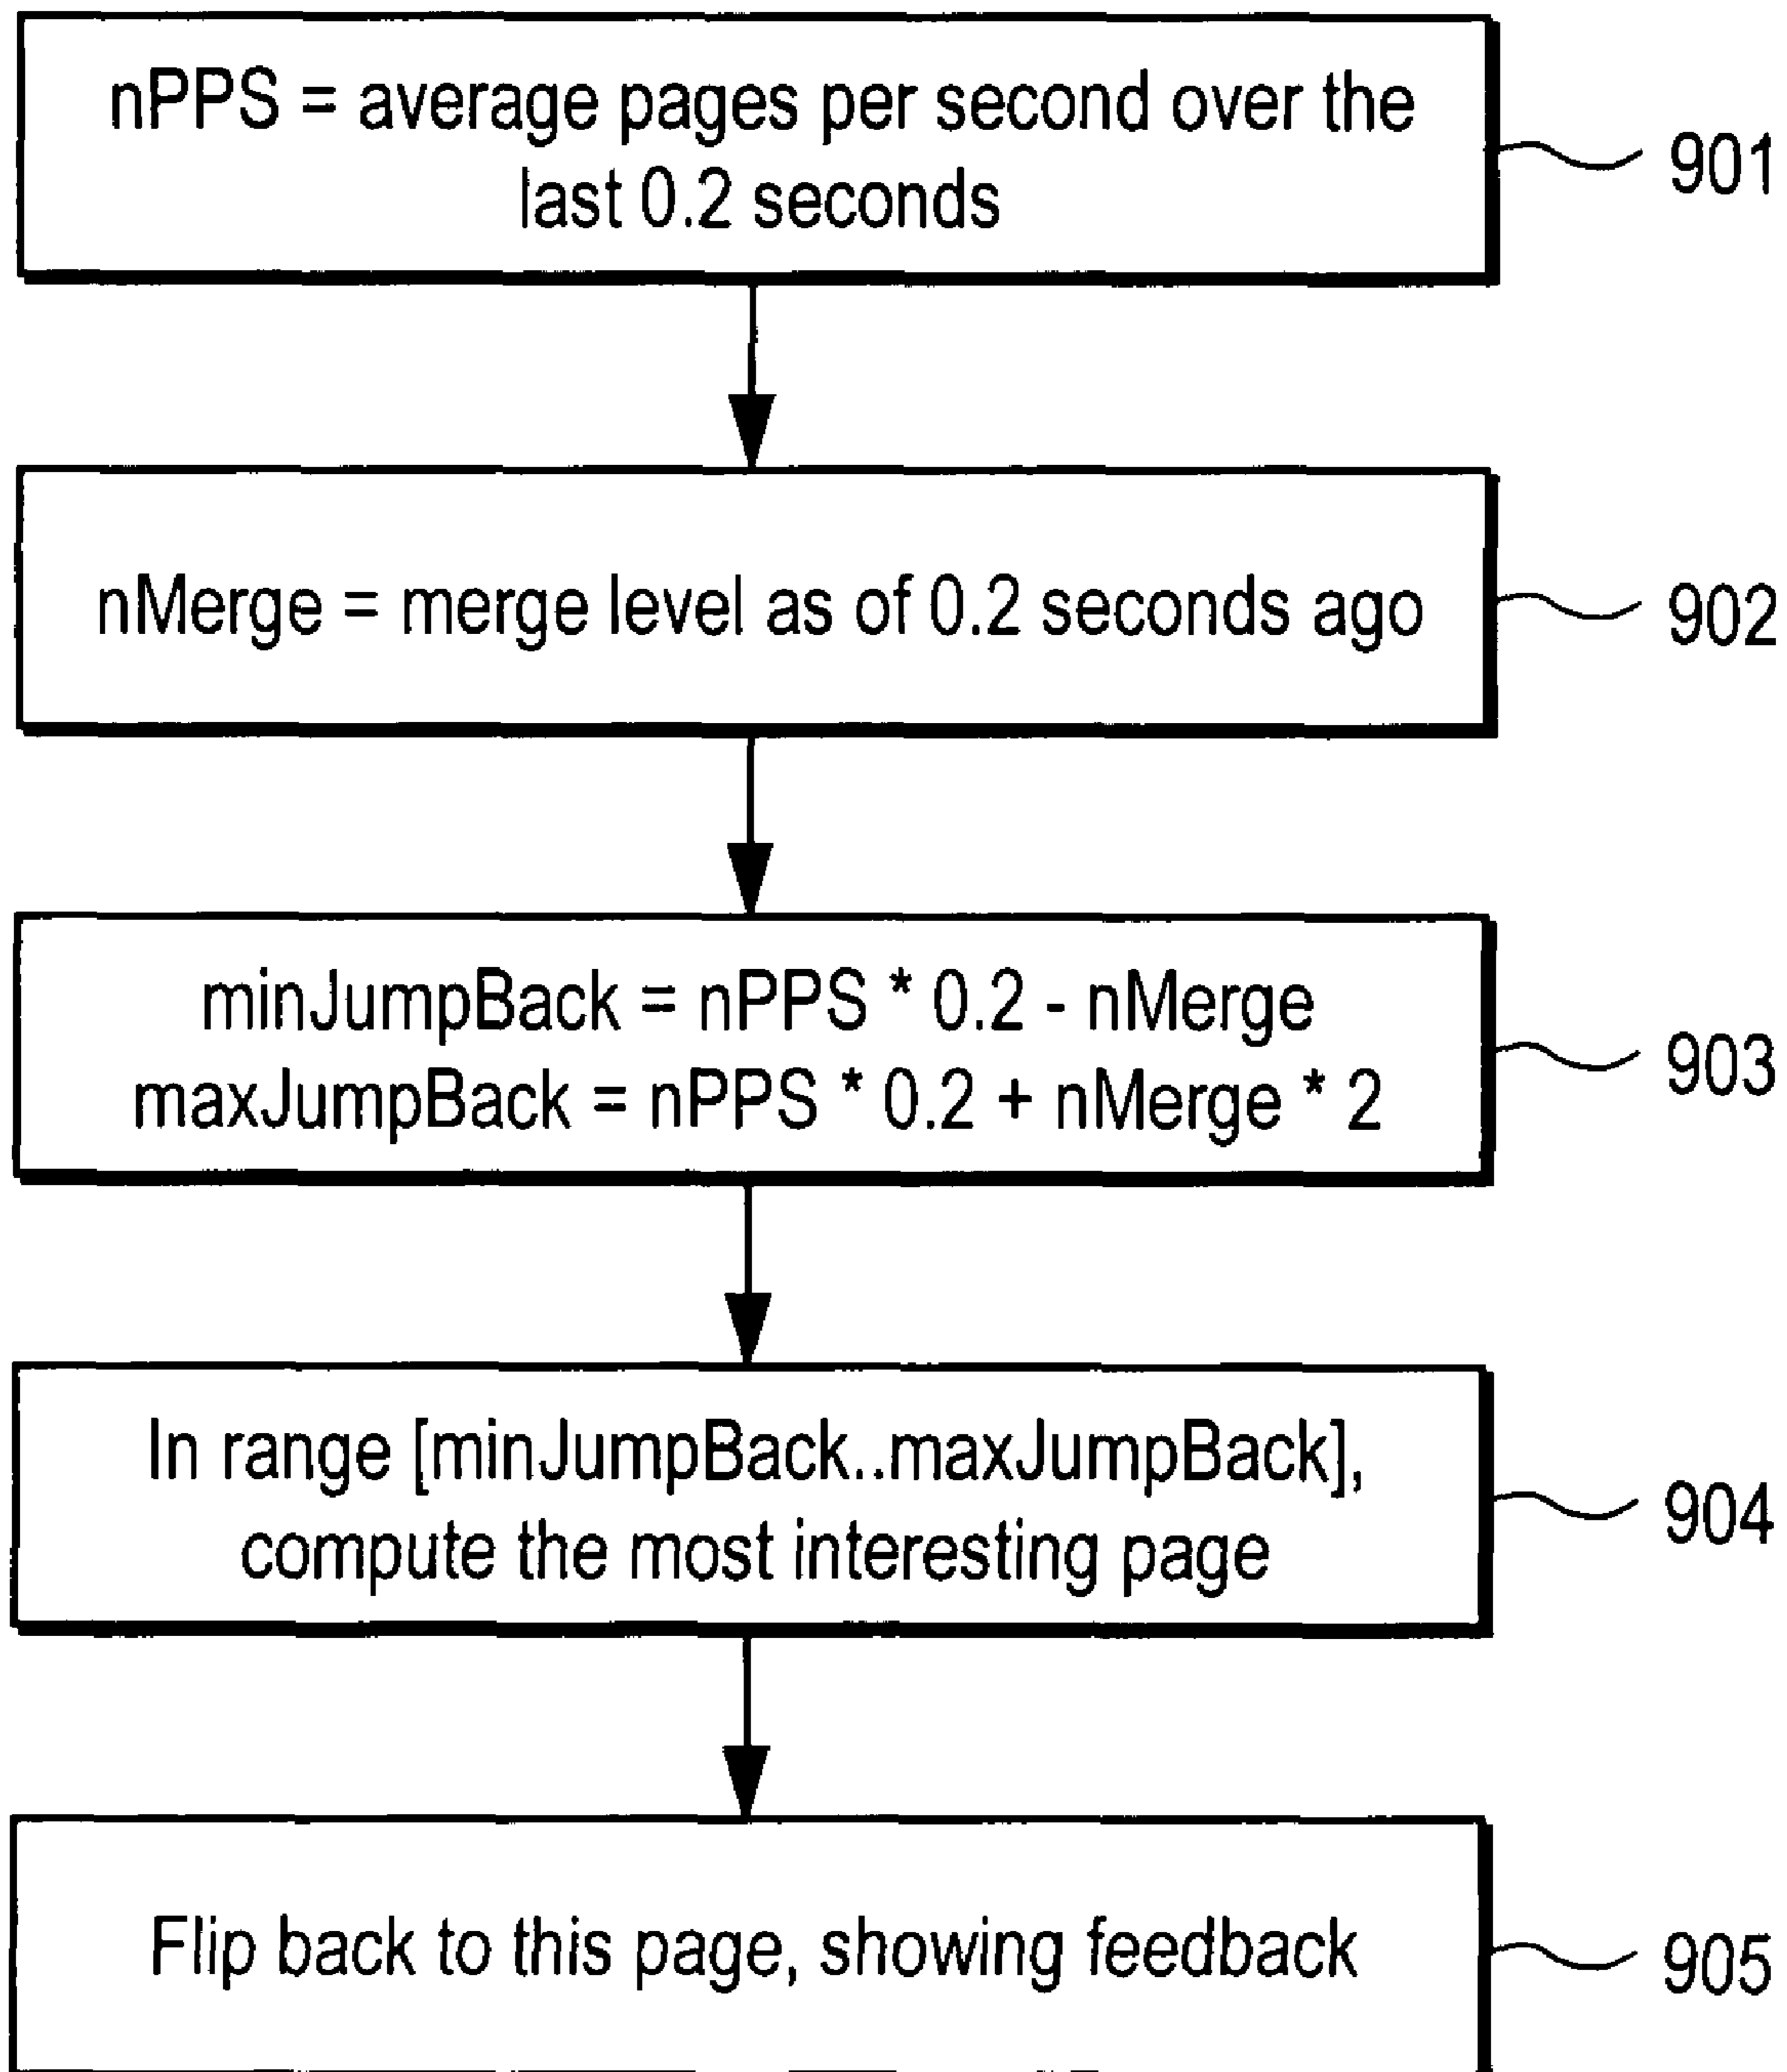 nPPS = average pages per second over the
last 0.2 seconds
901
nMerge = merge level as of 0.2 seconds ago
902
minJumpBack = nPPS * 0.2 - nMerge
maxJumpBack = nPPS * 0.2 + nMerge * 2
903
In range [minJumpBack..maxJumpBack],
compute the most interesting page
904
Flip back to this page, showing feedback
905